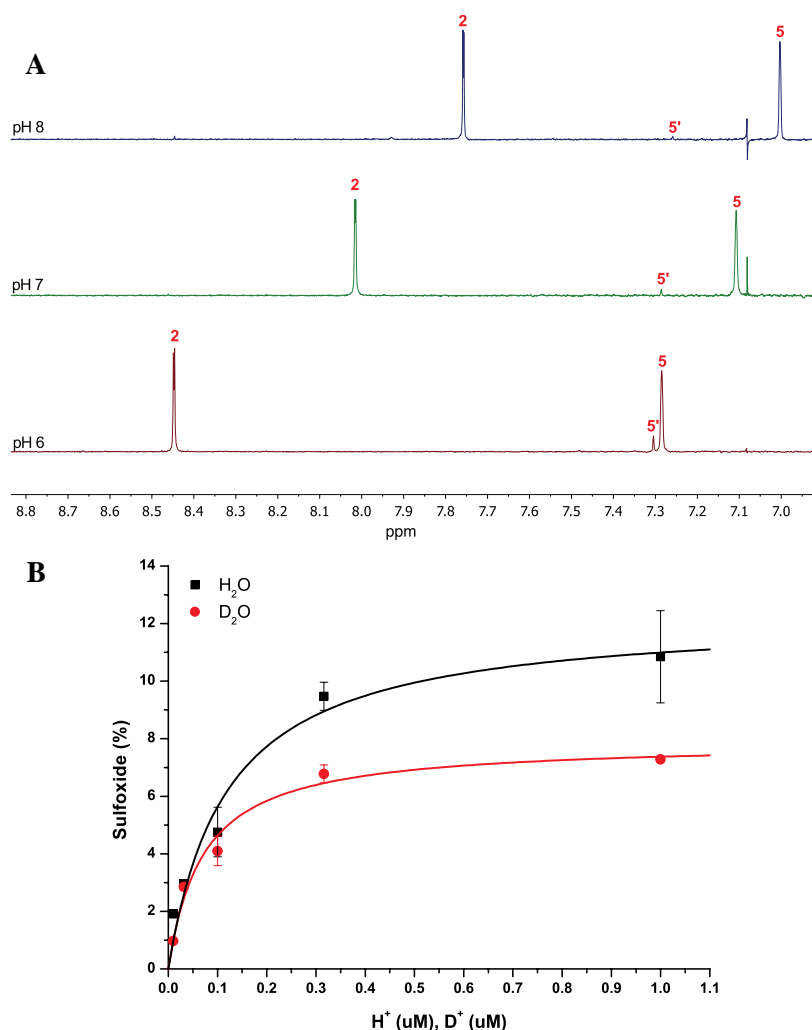 A
2
5
5'
pH 8
2
5
5'
pH 7
2
5
5'
pH 6
8.8 8.7 8.6 8.5 8.4 8.3 8.2 8.1 8.0 7.9 7.8 7.7 7.6 7.5 7.4 7.3 7.2 7.1 7.0
ppm
B
14
12
10
8
6
4
2
0
H₂O
D₂O
Sulfoxide (%)
0.0 0.1 0.2 0.3 0.4 0.5 0.6 0.7 0.8 0.9 1.0 1.1
H⁺ (uM), D⁺ (uM)